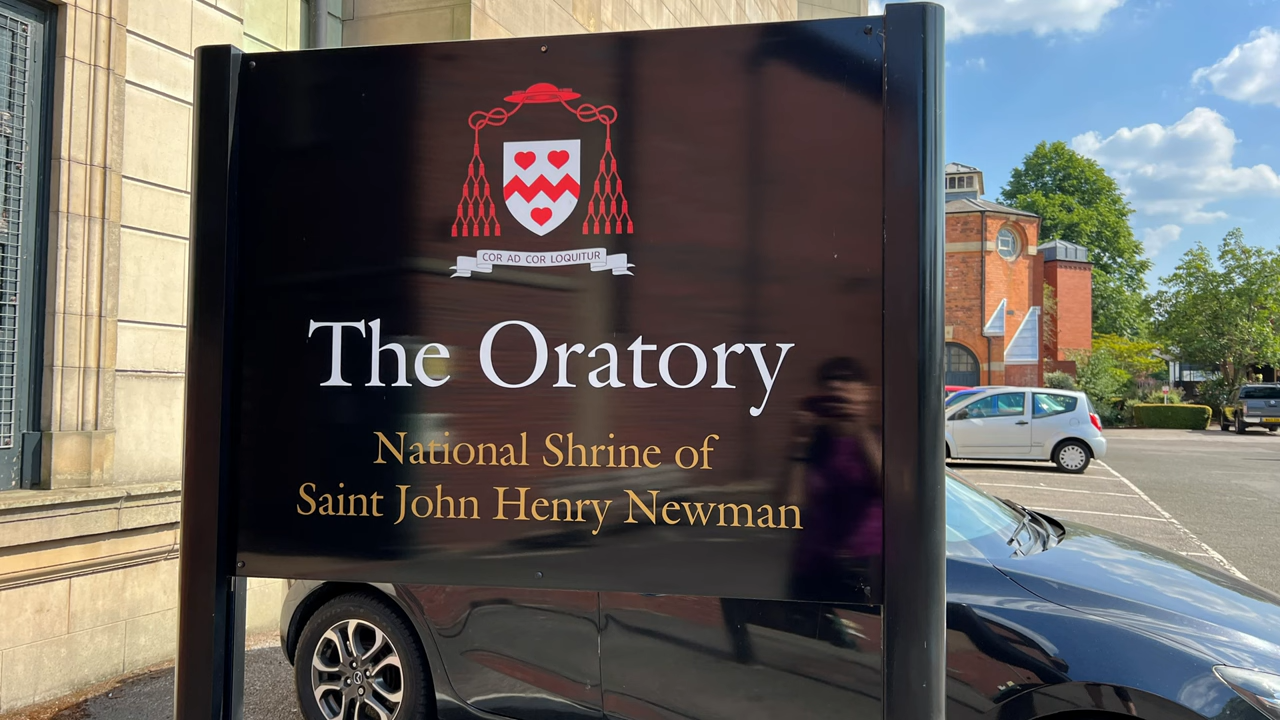 COR AD COR LOQUITUR
The Oratory
National Shrine of
Saint John Henry Newman